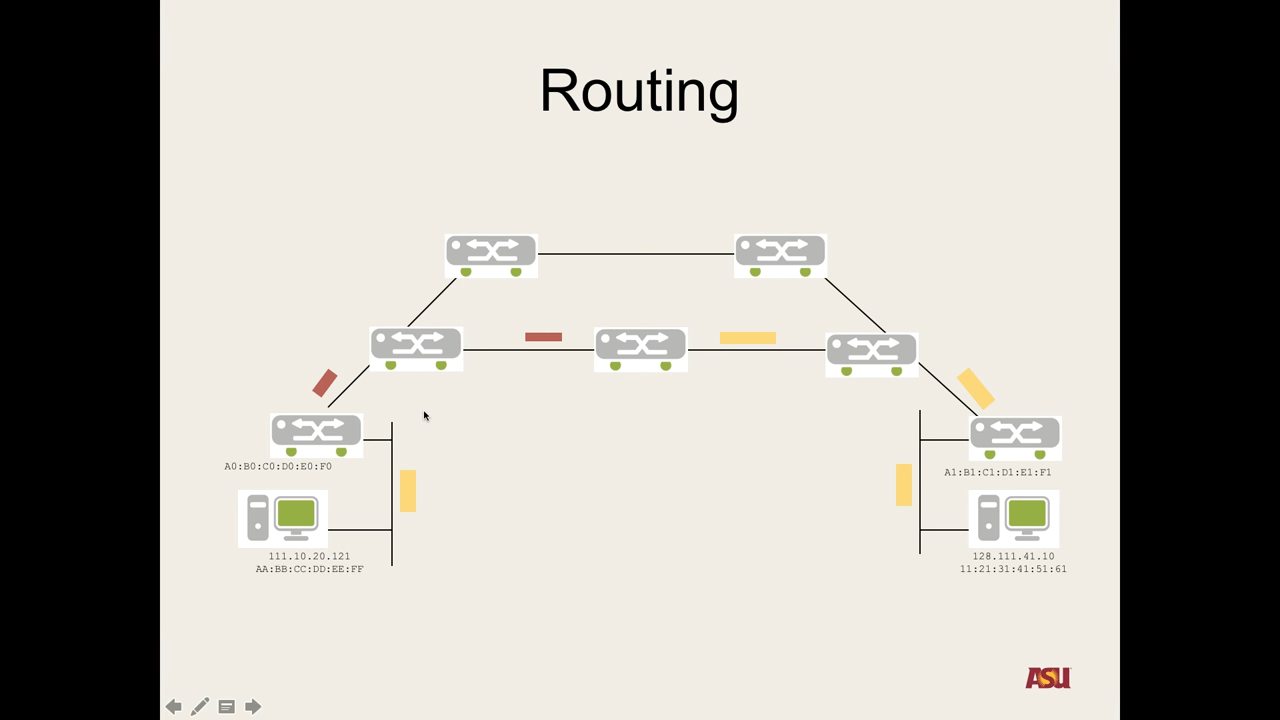 Routing
A0:B0:C0:D0:E0:F0
A1:B1:C1:D1:E1:F1
111.10.20.121
AA:BB:CC:DD:EE:FF
128.111.41.10
11:21:31:41:51:61
ASU